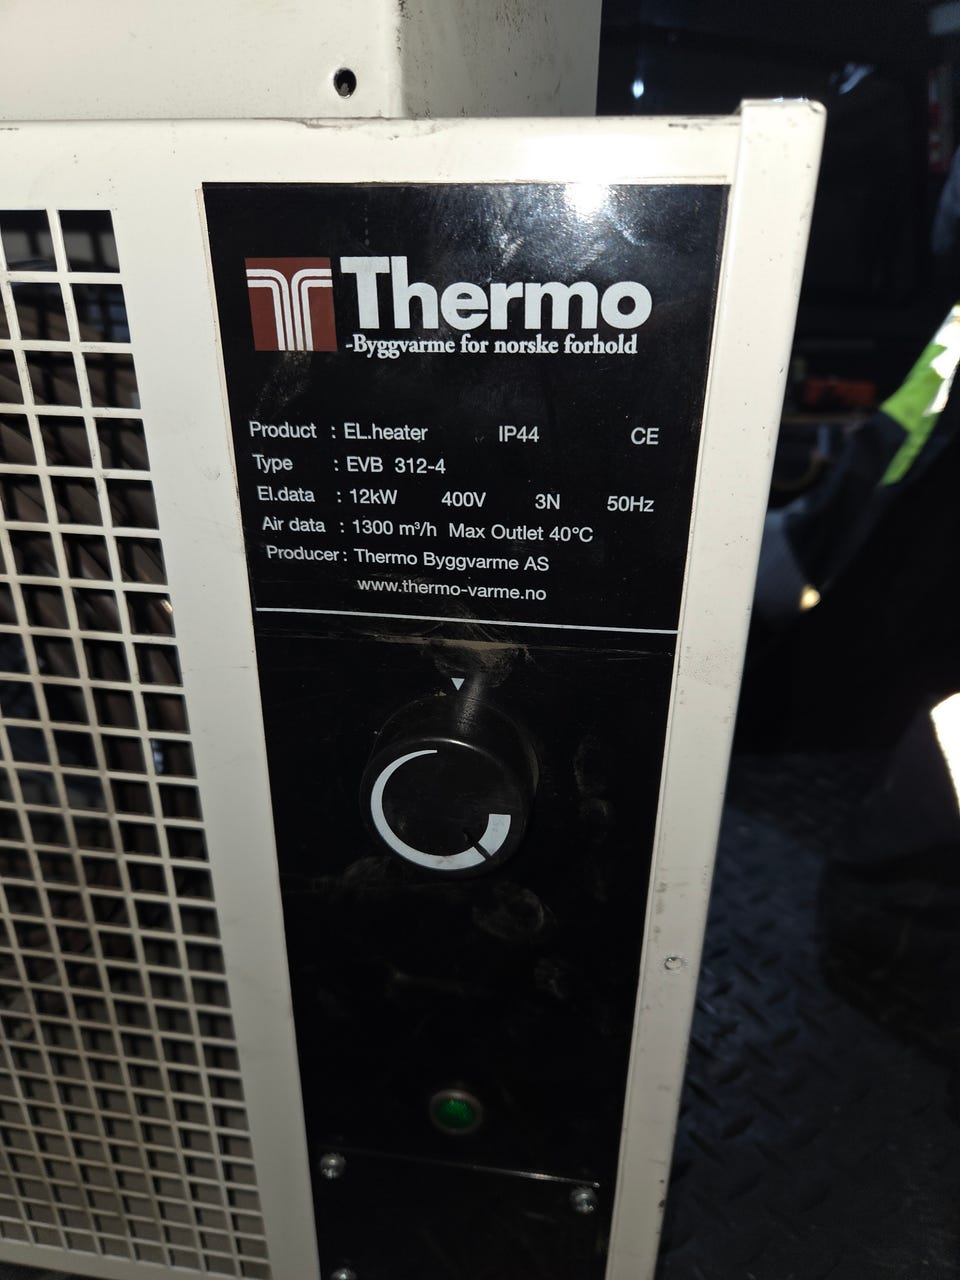 Thermo
-Byggvarme for norske forhold
Product : EL.heater IP44 CE
Type : EVB 312-4
El.data : 12kW 400V 3N 50Hz
Air data : 1300 m³/h Max Outlet 40°C
Producer : Thermo Byggvarme AS
www.thermo-varme.no